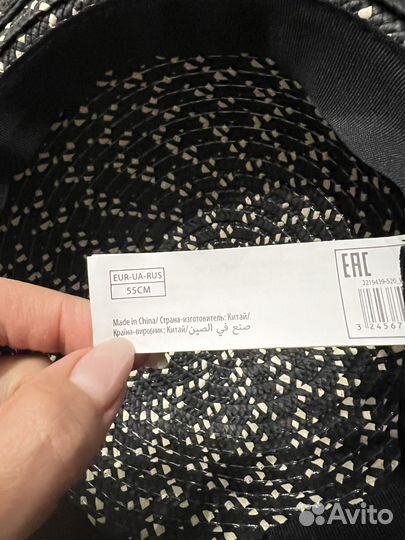 EUR-UA-RUS
55CM
Made in China/ Страна-изготовитель: Китай/
Країна-виробник: Китай/صنع في الصين
EAC
2219439-520
3 24567
Avito